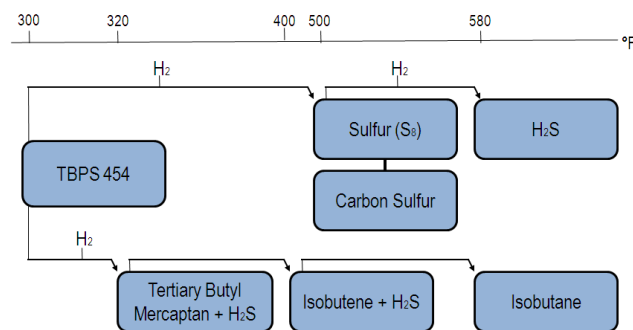 300 320 400 500 580
°F
H₂ H₂
Sulfur (S₈) H₂S
TBPS 454
Carbon Sulfur
H₂
Tertiary Butyl
Mercaptan + H₂S
Isobutene + H₂S
Isobutane